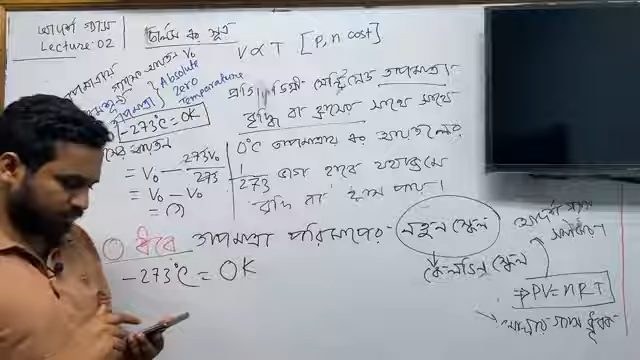 আদর্শ গ্যাস
Lecture: 02
চার্লস এর সূত্র
V ∝ T [P, n cost]
V₀
Absolute
zero
temperature
-273°C = 0K
= V₀ - 273V₀/273
= V₀ - V₀
= 0
প্রতি ডিগ্রী সেন্টিগ্রেড তাপমাত্রা
বৃদ্ধি বা হ্রাসের সাথে সাথে
0°C তাপমাত্রায় এর আয়তনের
273 ভাগ হারে যথাক্রমে
বৃদ্ধি বা হ্রাস পায়।
তাপমাত্রা পরিমাপের নতুন স্কেল
কেলভিন স্কেল
-273°C = 0K
আদর্শ গ্যাস
সমীকরণ
⇒ PV = nRT
মোলার গ্যাস ধ্রুবক